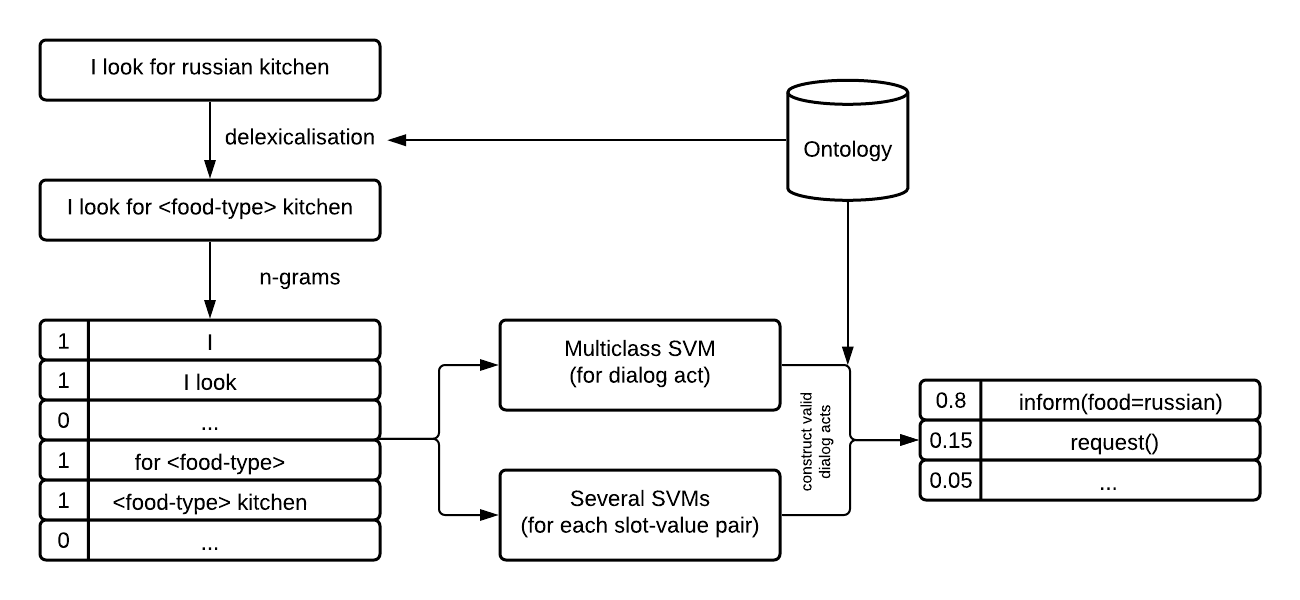 I look for russian kitchen
delexicalisation
Ontology
I look for <food-type> kitchen
n-grams
1 I
1 I look
0 ...
1 for <food-type>
1 <food-type> kitchen
0 ...
Multiclass SVM
(for dialog act)
Several SVMs
(for each slot-value pair)
construct valid
dialog acts
0.8 inform(food=russian)
0.15 request()
0.05 ...